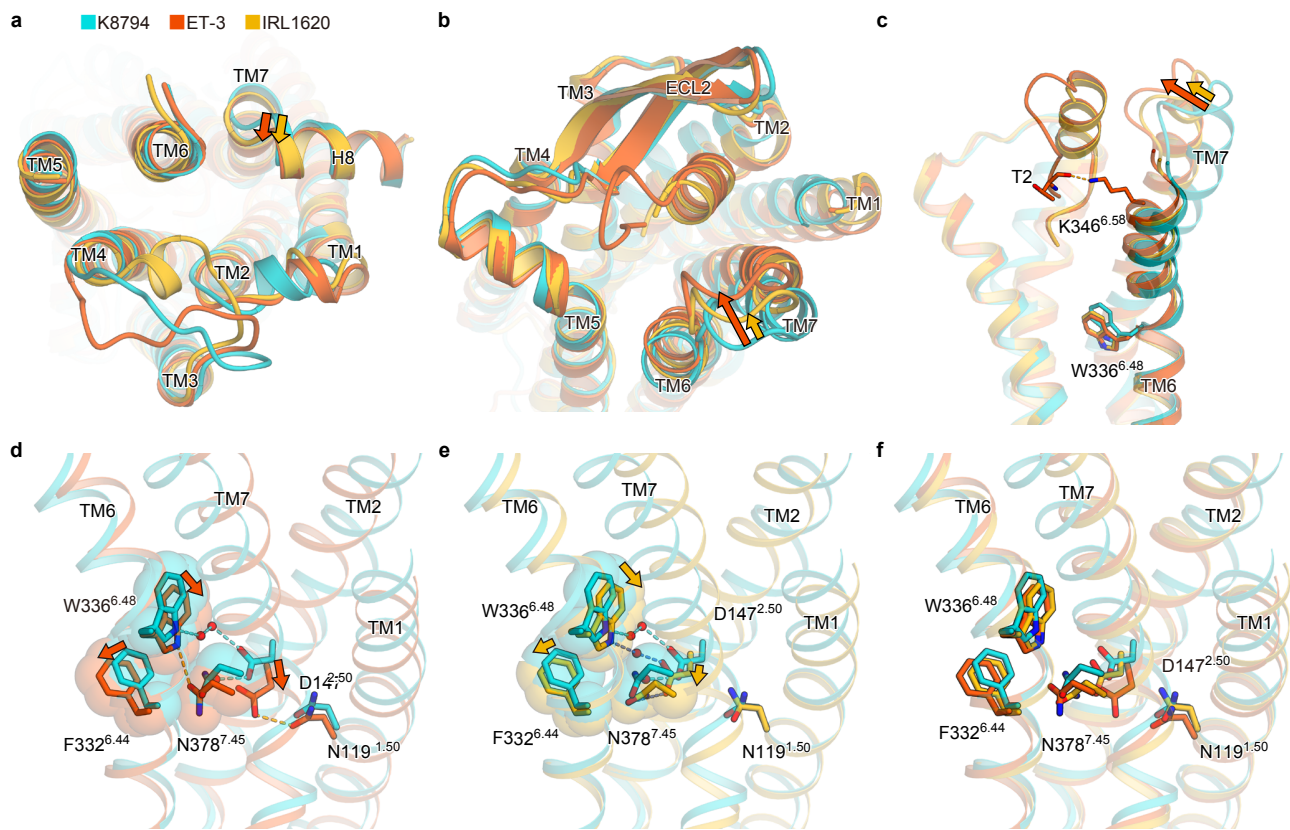 a K8794 ET-3 IRL1620
TM7
TM6
TM5
H8
TM4
TM2
TM1
TM3
b
TM3
ECL2
TM2
TM4
TM1
TM5
TM7
TM6
c
TM7
T2
K346^6.58
W336^6.48
TM6
d
TM7
TM6
TM2
W336^6.48
TM1
D147^2.50
F332^6.44
N378^7.45
N119^1.50
e
TM7
TM6
TM2
W336^6.48
D147^2.50
TM1
F332^6.44
N378^7.45
N119^1.50
f
TM7
TM6
TM2
W336^6.48
TM1
D147^2.50
F332^6.44
N378^7.45
N119^1.50